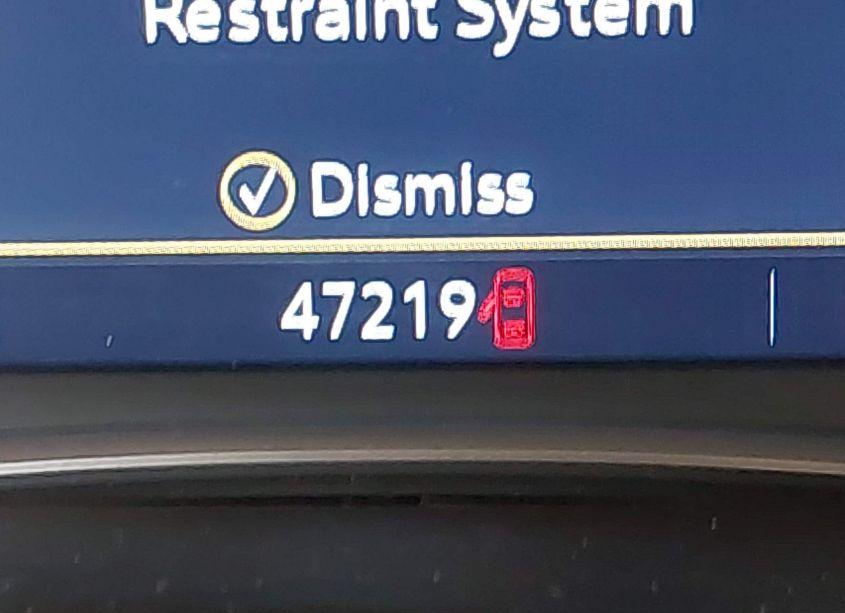 Restraint System
Dismiss
47219